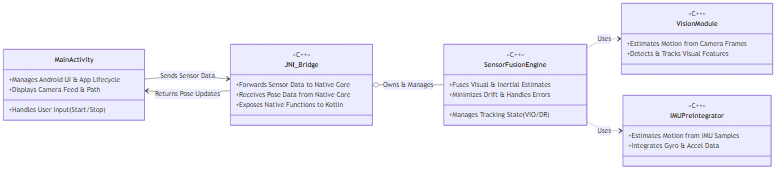 MainActivity
+Manages Android UI & App Lifecycle
+Displays Camera Feed & Path
+Handles User Input(Start/Stop)
Sends Sensor Data
Returns Pose Updates
«C++»
JNI_Bridge
+Forwards Sensor Data to Native Core
+Receives Pose Data from Native Core
+Exposes Native Functions to Kotlin
Owns & Manages
«C++»
SensorFusionEngine
+Fuses Visual & Inertial Estimates
+Minimizes Drift & Handles Errors
+Manages Tracking State(VIO/DR)
Uses
Uses
«C++»
VisionModule
+Estimates Motion from Camera Frames
+Detects & Tracks Visual Features
«C++»
IMUPreintegrator
+Estimates Motion from IMU Samples
+Integrates Gyro & Accel Data